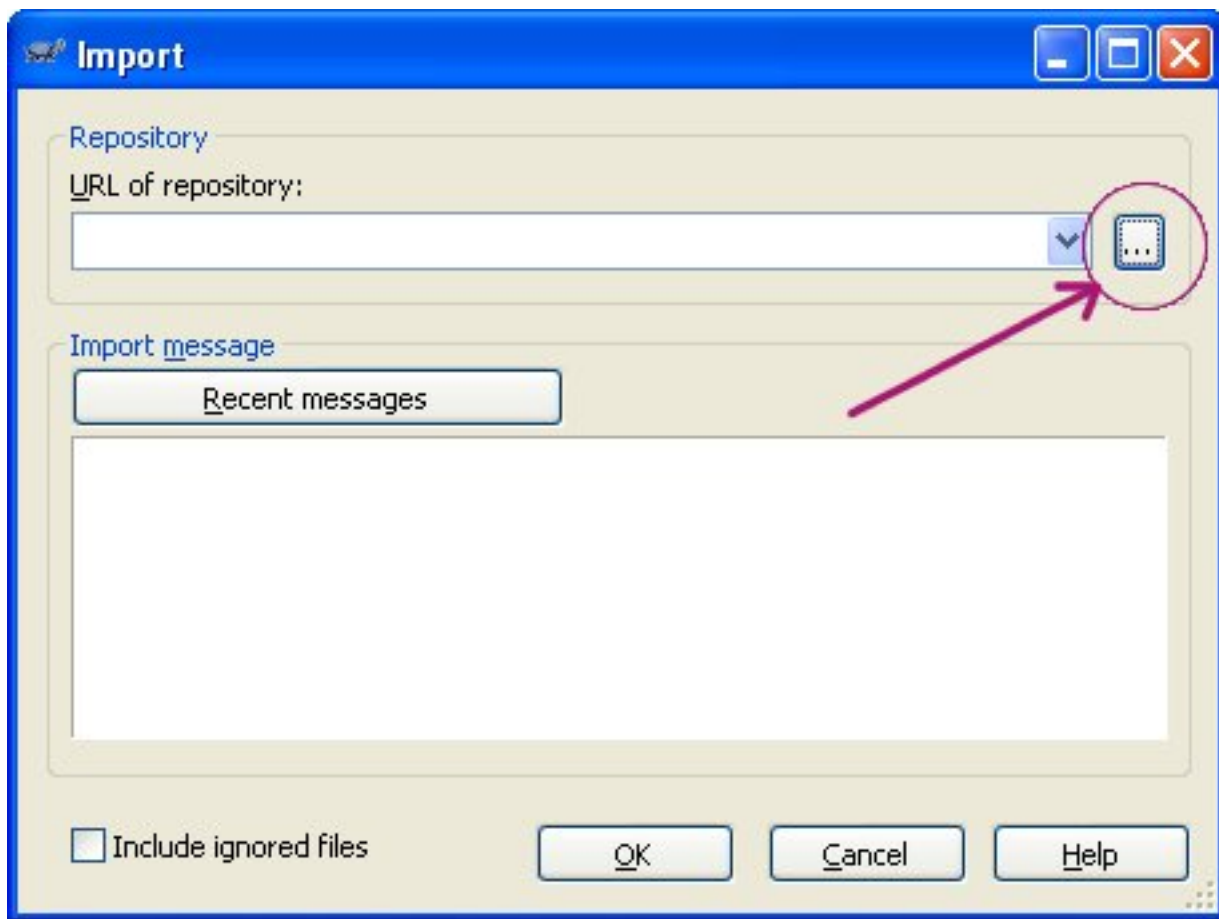 Import
Repository
URL of repository:
...
Import message
Recent messages
Include ignored files
OK
Cancel
Help